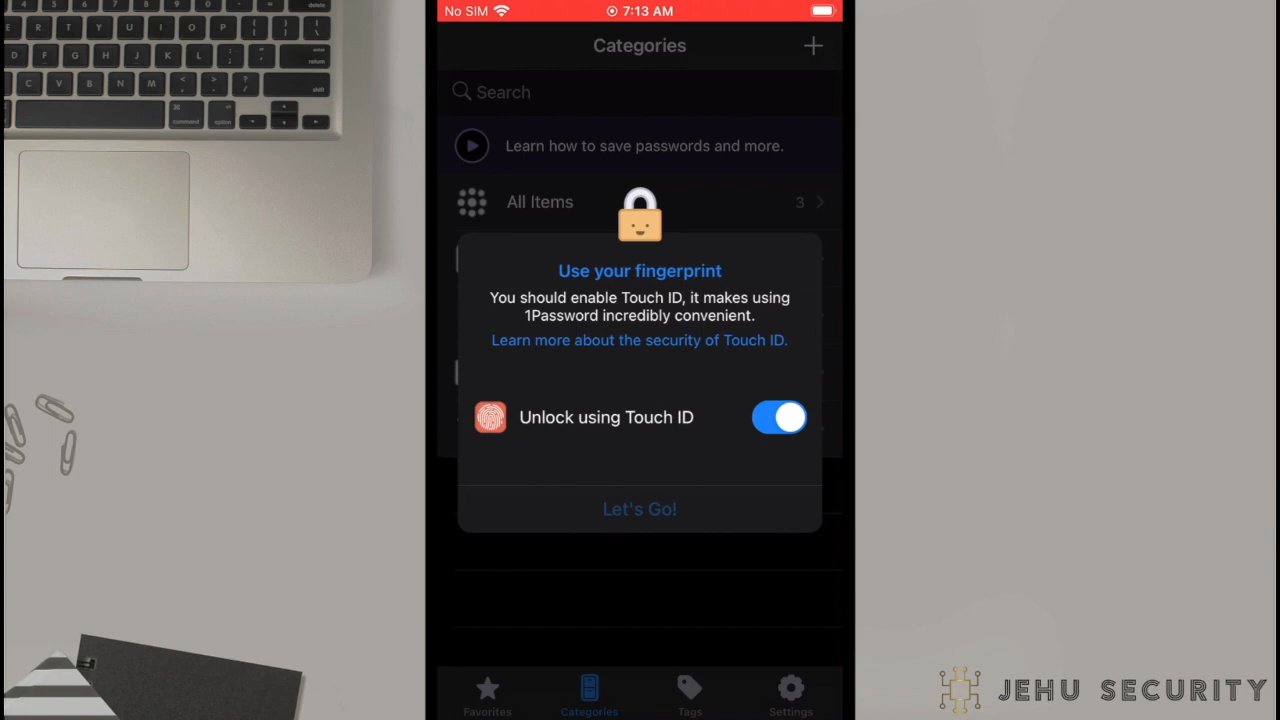 No SIM
7:13 AM
Categories
Search
Learn how to save passwords and more.
All Items
3
Use your fingerprint
You should enable Touch ID, it makes using
1Password incredibly convenient.
Learn more about the security of Touch ID.
Unlock using Touch ID
Let's Go!
Favorites
Categories
Tags
Settings
JEHU SECURITY